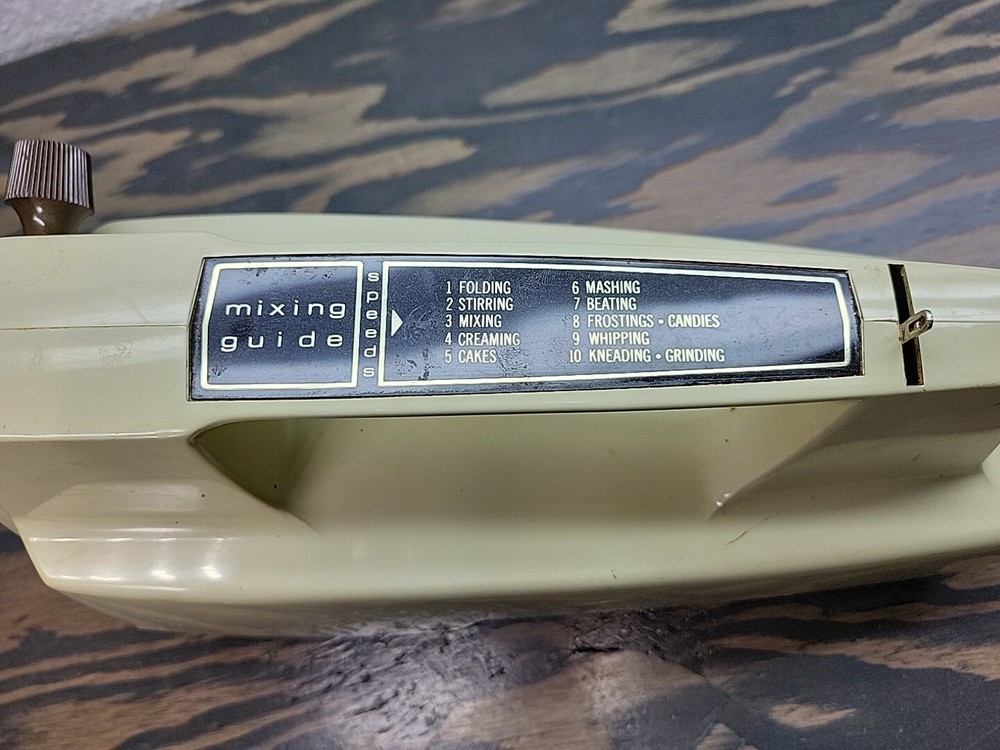 mixing
guide
speeds
1 FOLDING
2 STIRRING
3 MIXING
4 CREAMING
5 CAKES
6 MASHING
7 BEATING
8 FROSTINGS • CANDIES
9 WHIPPING
10 KNEADING • GRINDING